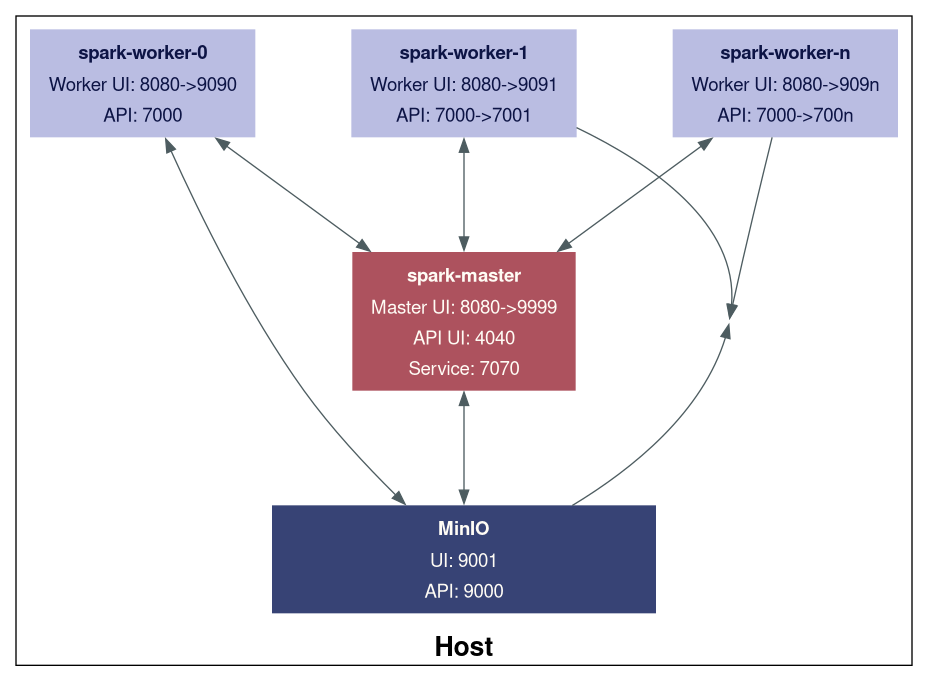 spark-worker-0
Worker UI: 8080->9090
API: 7000
spark-worker-1
Worker UI: 8080->9091
API: 7000->7001
spark-worker-n
Worker UI: 8080->909n
API: 7000->700n
spark-master
Master UI: 8080->9999
API UI: 4040
Service: 7070
MinIO
UI: 9001
API: 9000
Host